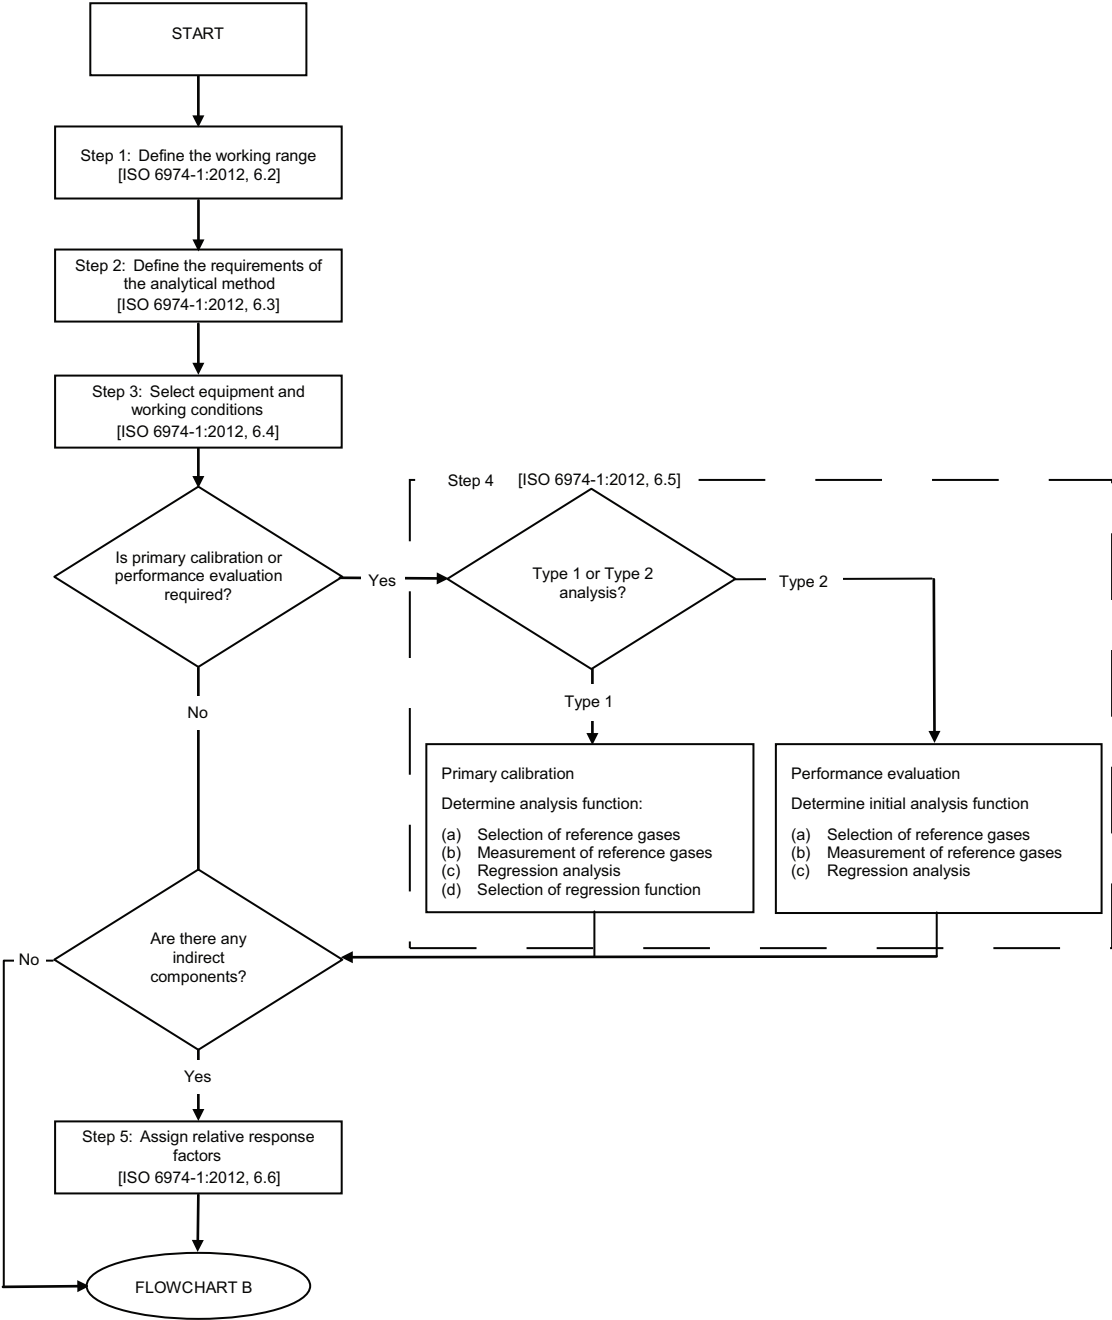 START
Step 1: Define the working range
[ISO 6974-1:2012, 6.2]
Step 2: Define the requirements of
the analytical method
[ISO 6974-1:2012, 6.3]
Step 3: Select equipment and
working conditions
[ISO 6974-1:2012, 6.4]
Step 4 [ISO 6974-1:2012, 6.5]
Is primary calibration or
performance evaluation
required?
Yes
Type 1 or Type 2
analysis?
Type 2
No
Type 1
Primary calibration
Determine analysis function:
(a) Selection of reference gases
(b) Measurement of reference gases
(c) Regression analysis
(d) Selection of regression function
Performance evaluation
Determine initial analysis function
(a) Selection of reference gases
(b) Measurement of reference gases
(c) Regression analysis
Are there any
indirect
components?
No
Yes
Step 5: Assign relative response
factors
[ISO 6974-1:2012, 6.6]
FLOWCHART B